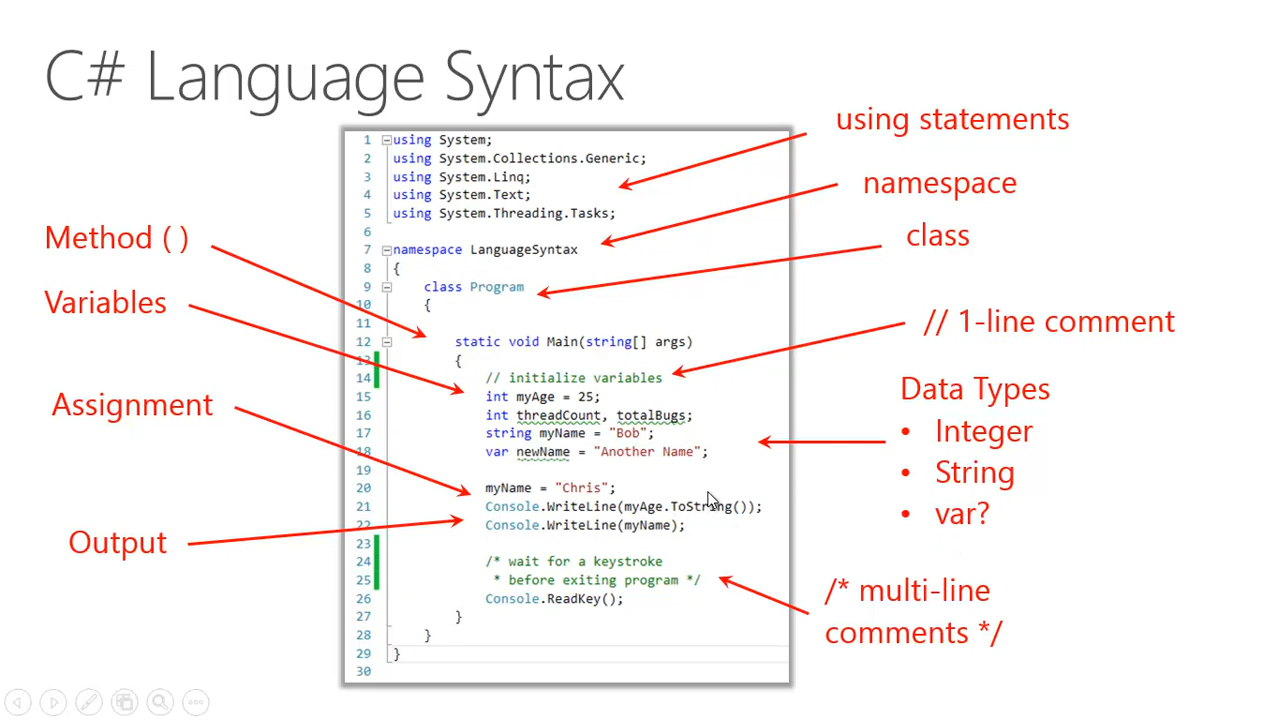 C# Language Syntax
using statements
namespace
class
// 1-line comment
Data Types
• Integer
• String
• var?
/* multi-line
comments */
Method ( )
Variables
Assignment
Output
1 using System;
2 using System.Collections.Generic;
3 using System.Linq;
4 using System.Text;
5 using System.Threading.Tasks;
6
7 namespace LanguageSyntax
8 {
9 class Program
10 {
11
12 static void Main(string[] args)
13 {
14 // initialize variables
15 int myAge = 25;
16 int threadCount, totalBugs;
17 string myName = "Bob";
18 var newName = "Another Name";
19
20 myName = "Chris";
21 Console.WriteLine(myAge.ToString());
22 Console.WriteLine(myName);
23
24 /* wait for a keystroke
25 * before exiting program */
26 Console.ReadKey();
27 }
28 }
29 }
30